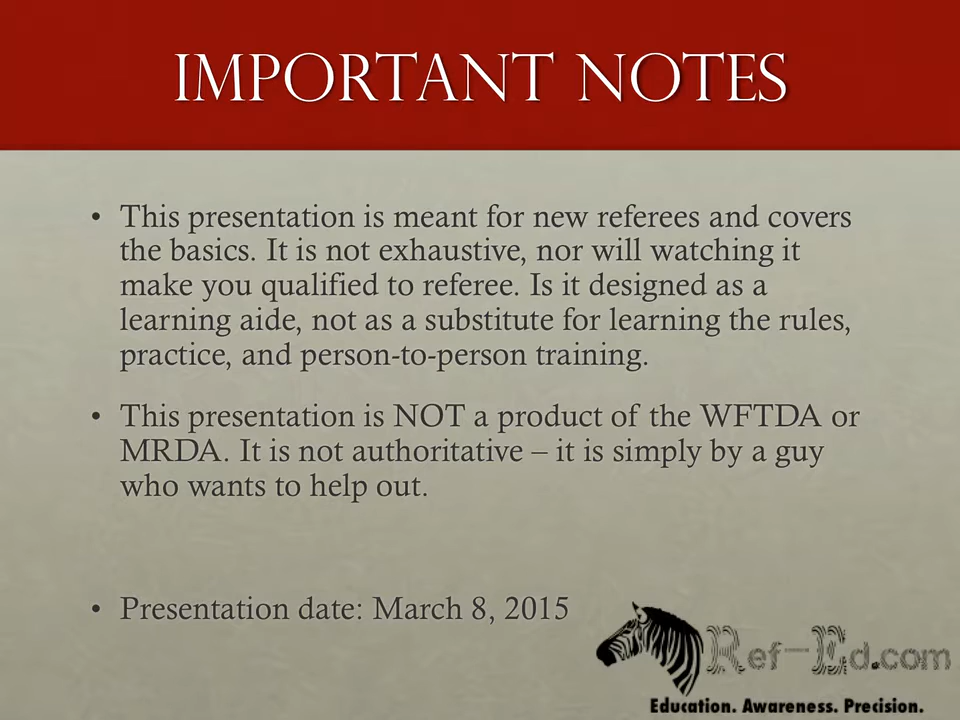 IMPORTANT NOTES
• This presentation is meant for new referees and covers
the basics. It is not exhaustive, nor will watching it
make you qualified to referee. Is it designed as a
learning aide, not as a substitute for learning the rules,
practice, and person-to-person training.
• This presentation is NOT a product of the WFTDA or
MRDA. It is not authoritative – it is simply by a guy
who wants to help out.
• Presentation date: March 8, 2015
Ref-Ed.com
Education. Awareness. Precision.